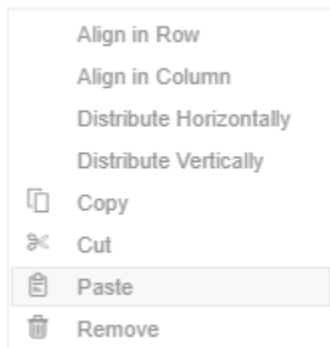 Align in Row
Align in Column
Distribute Horizontally
Distribute Vertically
Copy
Cut
Paste
Remove